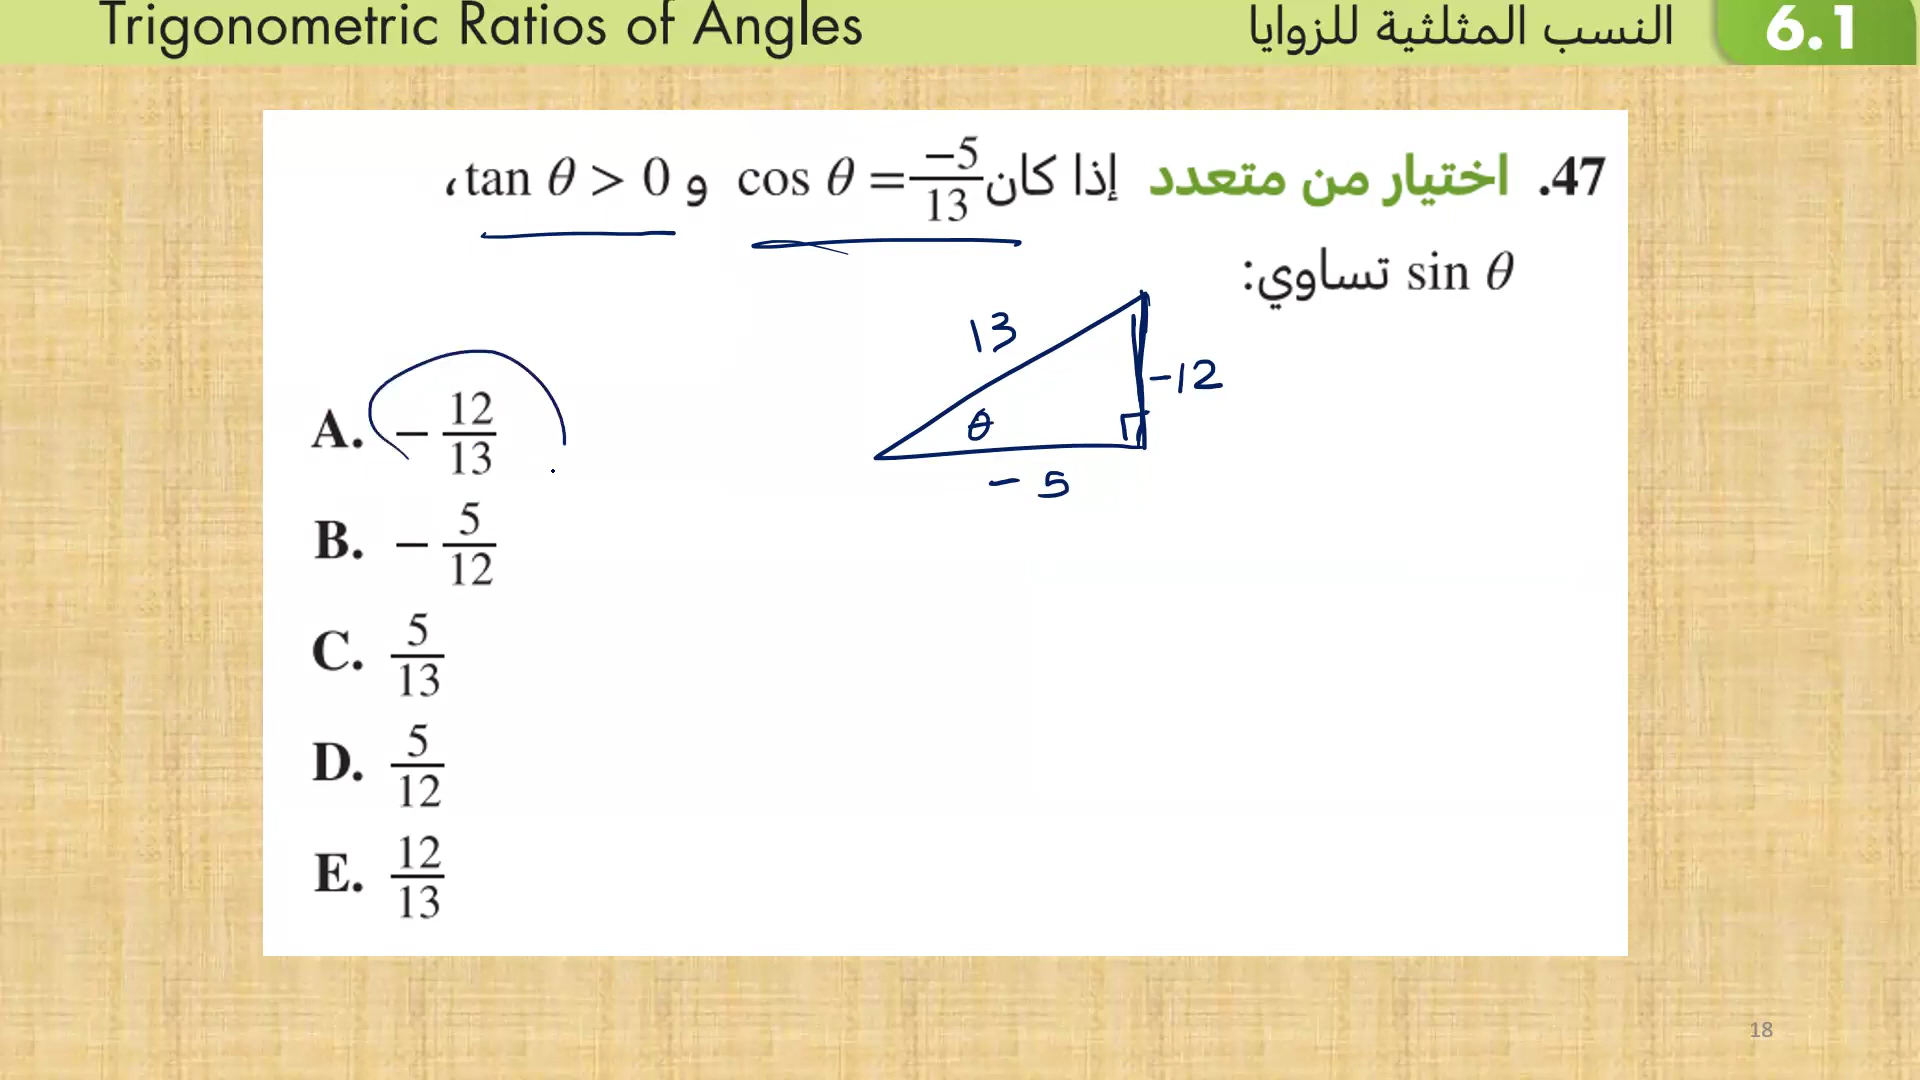 Trigonometric Ratios of Angles النسب المثلثية للزوايا 6.1
47. اختيار من متعدد إذا كان cos θ = -5/13 و tan θ > 0،
sin θ تساوي:
13
-12
θ
- 5
A. - 12/13
B. - 5/12
C. 5/13
D. 5/12
E. 12/13
18